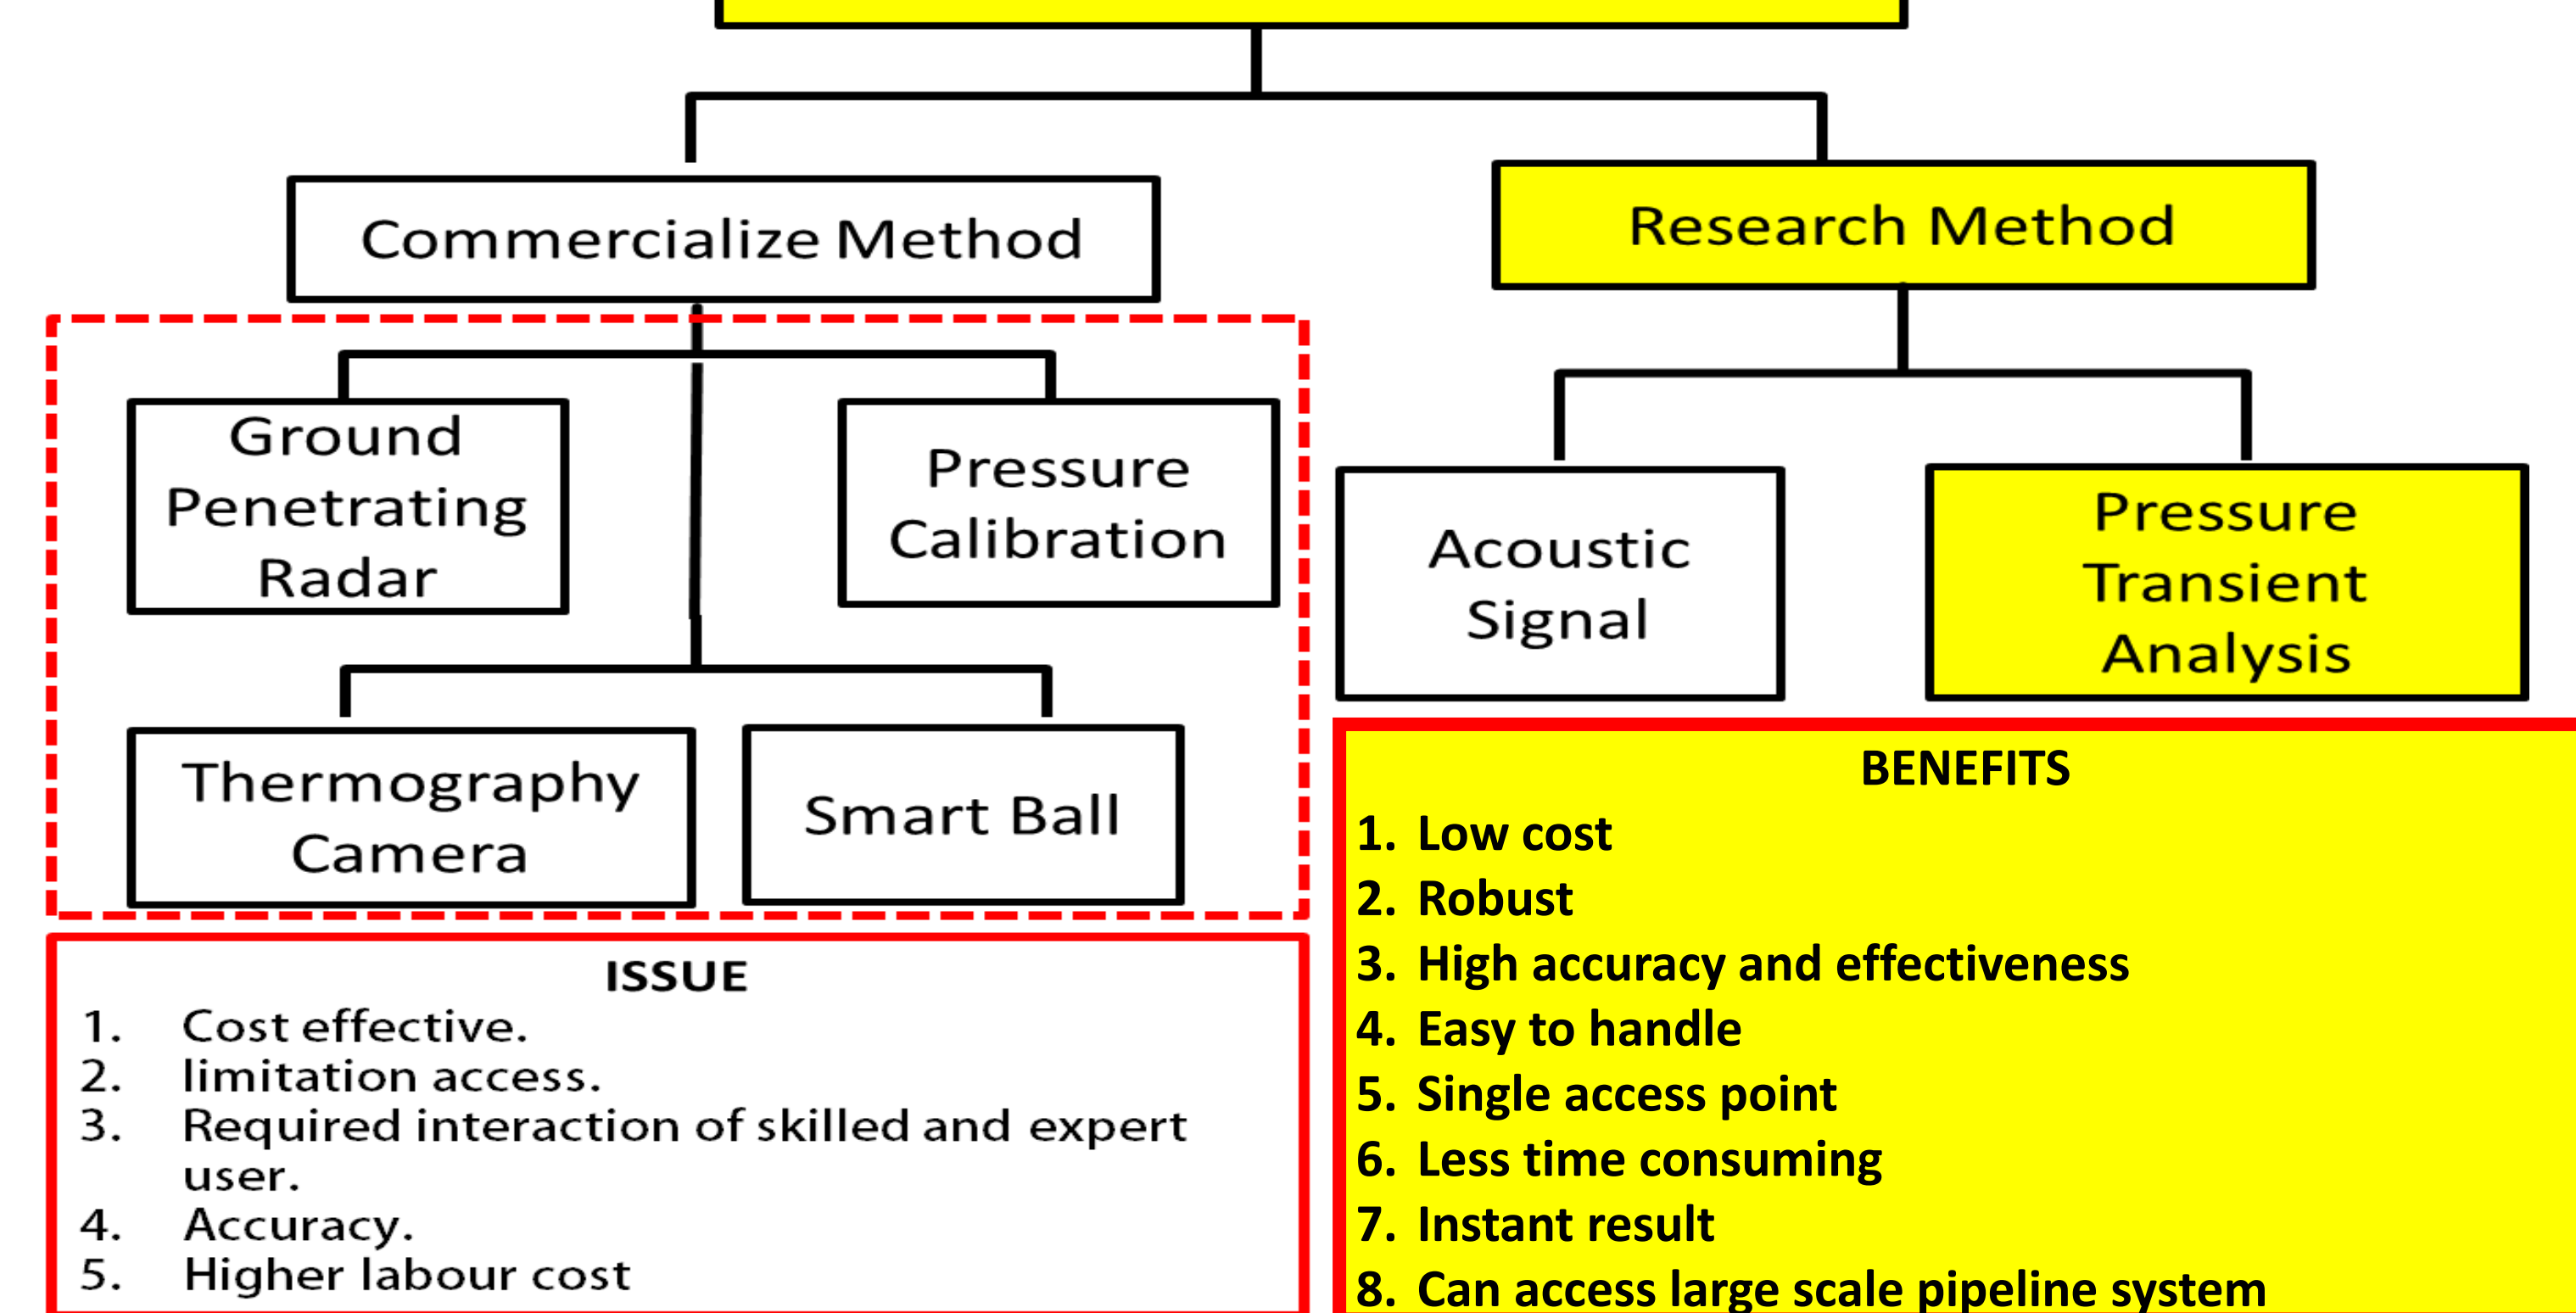 Commercialize Method
Research Method
Ground
Penetrating
Radar
Pressure
Calibration
Acoustic
Signal
Pressure
Transient
Analysis
Thermography
Camera
Smart Ball
ISSUE
1. Cost effective.
2. limitation access.
3. Required interaction of skilled and expert
user.
4. Accuracy.
5. Higher labour cost
BENEFITS
1. Low cost
2. Robust
3. High accuracy and effectiveness
4. Easy to handle
5. Single access point
6. Less time consuming
7. Instant result
8. Can access large scale pipeline system